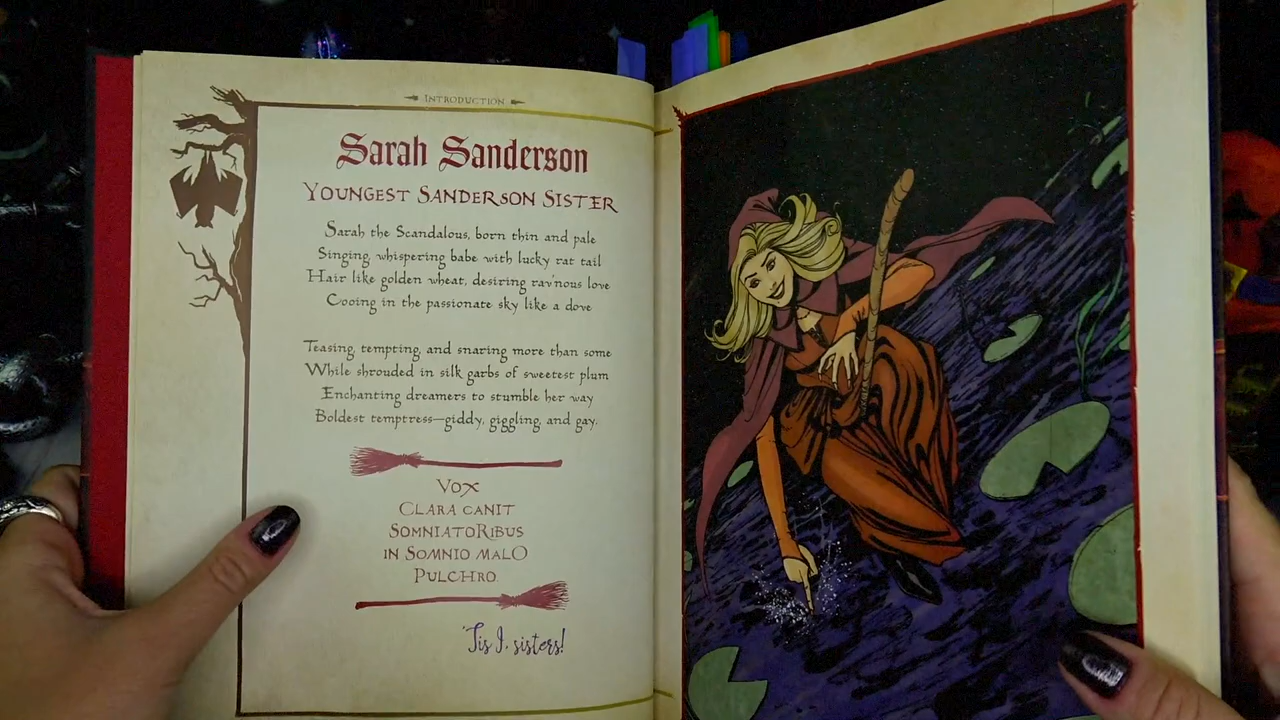 Introduction
Sarah Sanderson
Youngest Sanderson Sister
Sarah the Scandalous, born thin and pale
Singing, whispering babe with lucky rat tail
Hair like golden wheat, desiring rav'nous love
Cooing in the passionate sky like a dove
Teasing, tempting, and snaring more than some
While shrouded in silk garbs of sweetest plum
Enchanting dreamers to stumble her way
Boldest temptress—giddy, giggling, and gay.
Vox
Clara canit
Somniatoribus
in Somnio malo
Pulchro
'Tis I, sisters!